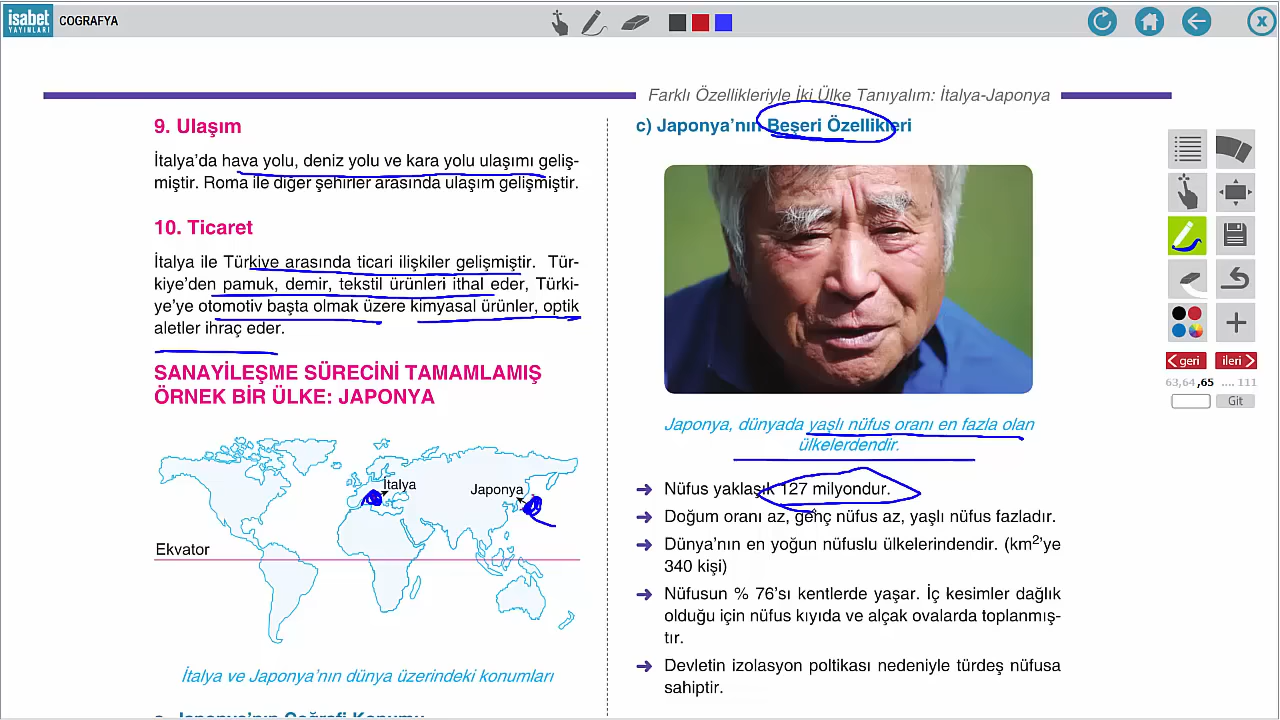 isabet
YAYINLARI
COGRAFYA
Farklı Özellikleriyle İki Ülke Tanıyalım: İtalya-Japonya
9. Ulaşım
İtalya’da hava yolu, deniz yolu ve kara yolu ulaşımı geliş-
miştir. Roma ile diğer şehirler arasında ulaşım gelişmiştir.
10. Ticaret
İtalya ile Türkiye arasında ticari ilişkiler gelişmiştir. Tür-
kiye’den pamuk, demir, tekstil ürünleri ithal eder, Türki-
ye’ye otomotiv başta olmak üzere kimyasal ürünler, optik
aletler ihraç eder.
SANAYİLEŞME SÜRECİNİ TAMAMLAMIŞ
ÖRNEK BİR ÜLKE: JAPONYA
İtalya
Japonya
Ekvator
İtalya ve Japonya’nın dünya üzerindeki konumları
Japonya’nın Coğrafi Konumu
c) Japonya’nın Beşeri Özellikleri
Japonya, dünyada yaşlı nüfus oranı en fazla olan
ülkelerdendir.
➔ Nüfus yaklaşık 127 milyondur.
➔ Doğum oranı az, genç nüfus az, yaşlı nüfus fazladır.
➔ Dünya’nın en yoğun nüfuslu ülkelerindendir. (km²’ye
340 kişi)
➔ Nüfusun % 76’sı kentlerde yaşar. İç kesimler dağlık
olduğu için nüfus kıyıda ve alçak ovalarda toplanmış-
tır.
➔ Devletin izolasyon poltikası nedeniyle türdeş nüfusa
sahiptir.
geri
ileri
63,64,65 .... 111
Git